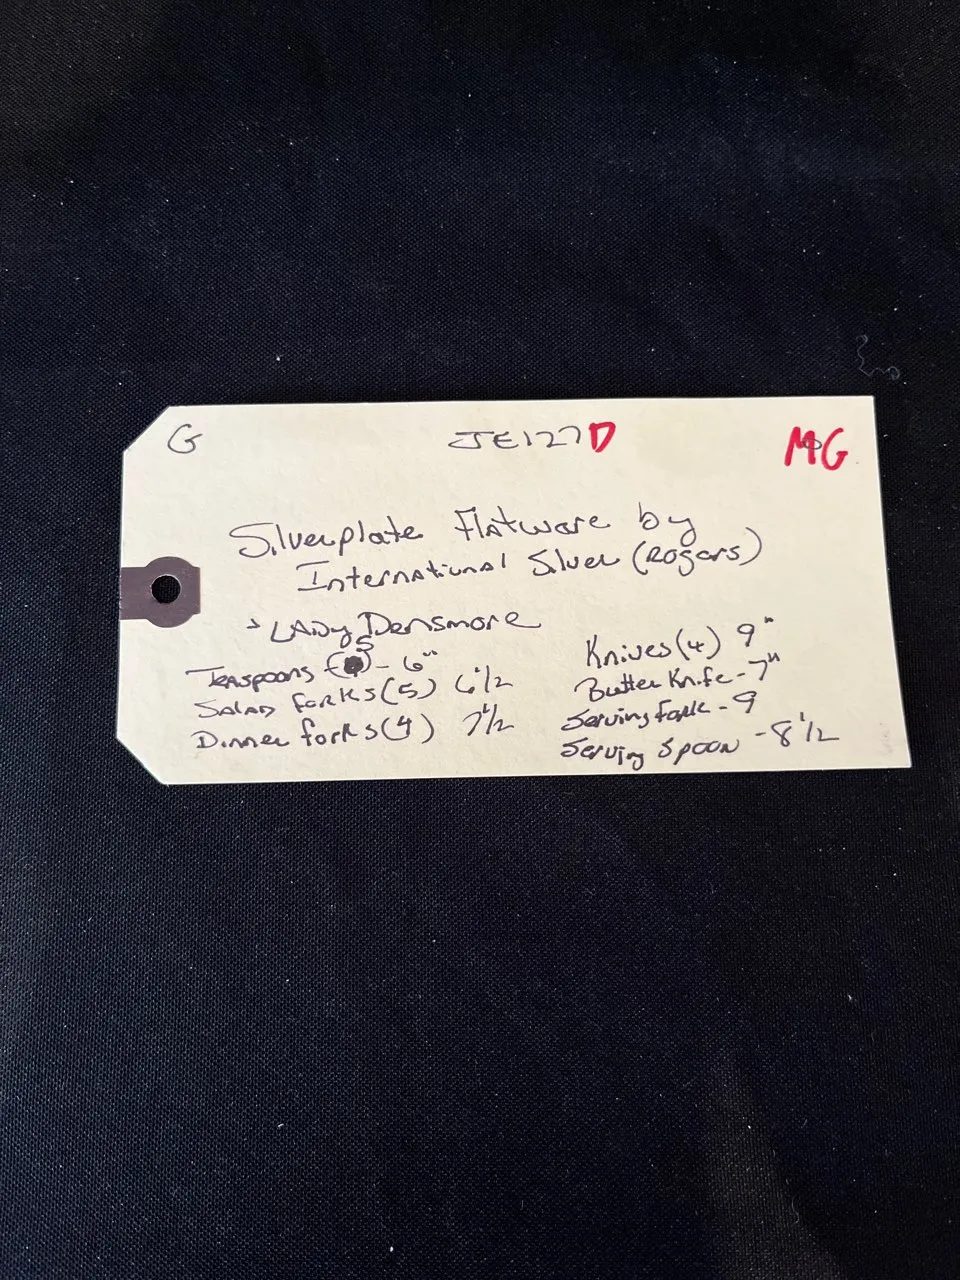 G JE127D MG
Silverplate Flatware by
International Silver (Rogars)
"LADy Densmore
Teaspoons (5) - 6"
Salad forks (5) 6 1/2
Dinner forks (4) 7 1/2
Knives (4) 9"
Butter Knife - 7"
Serving fork - 9
Serving Spoon - 8 1/2